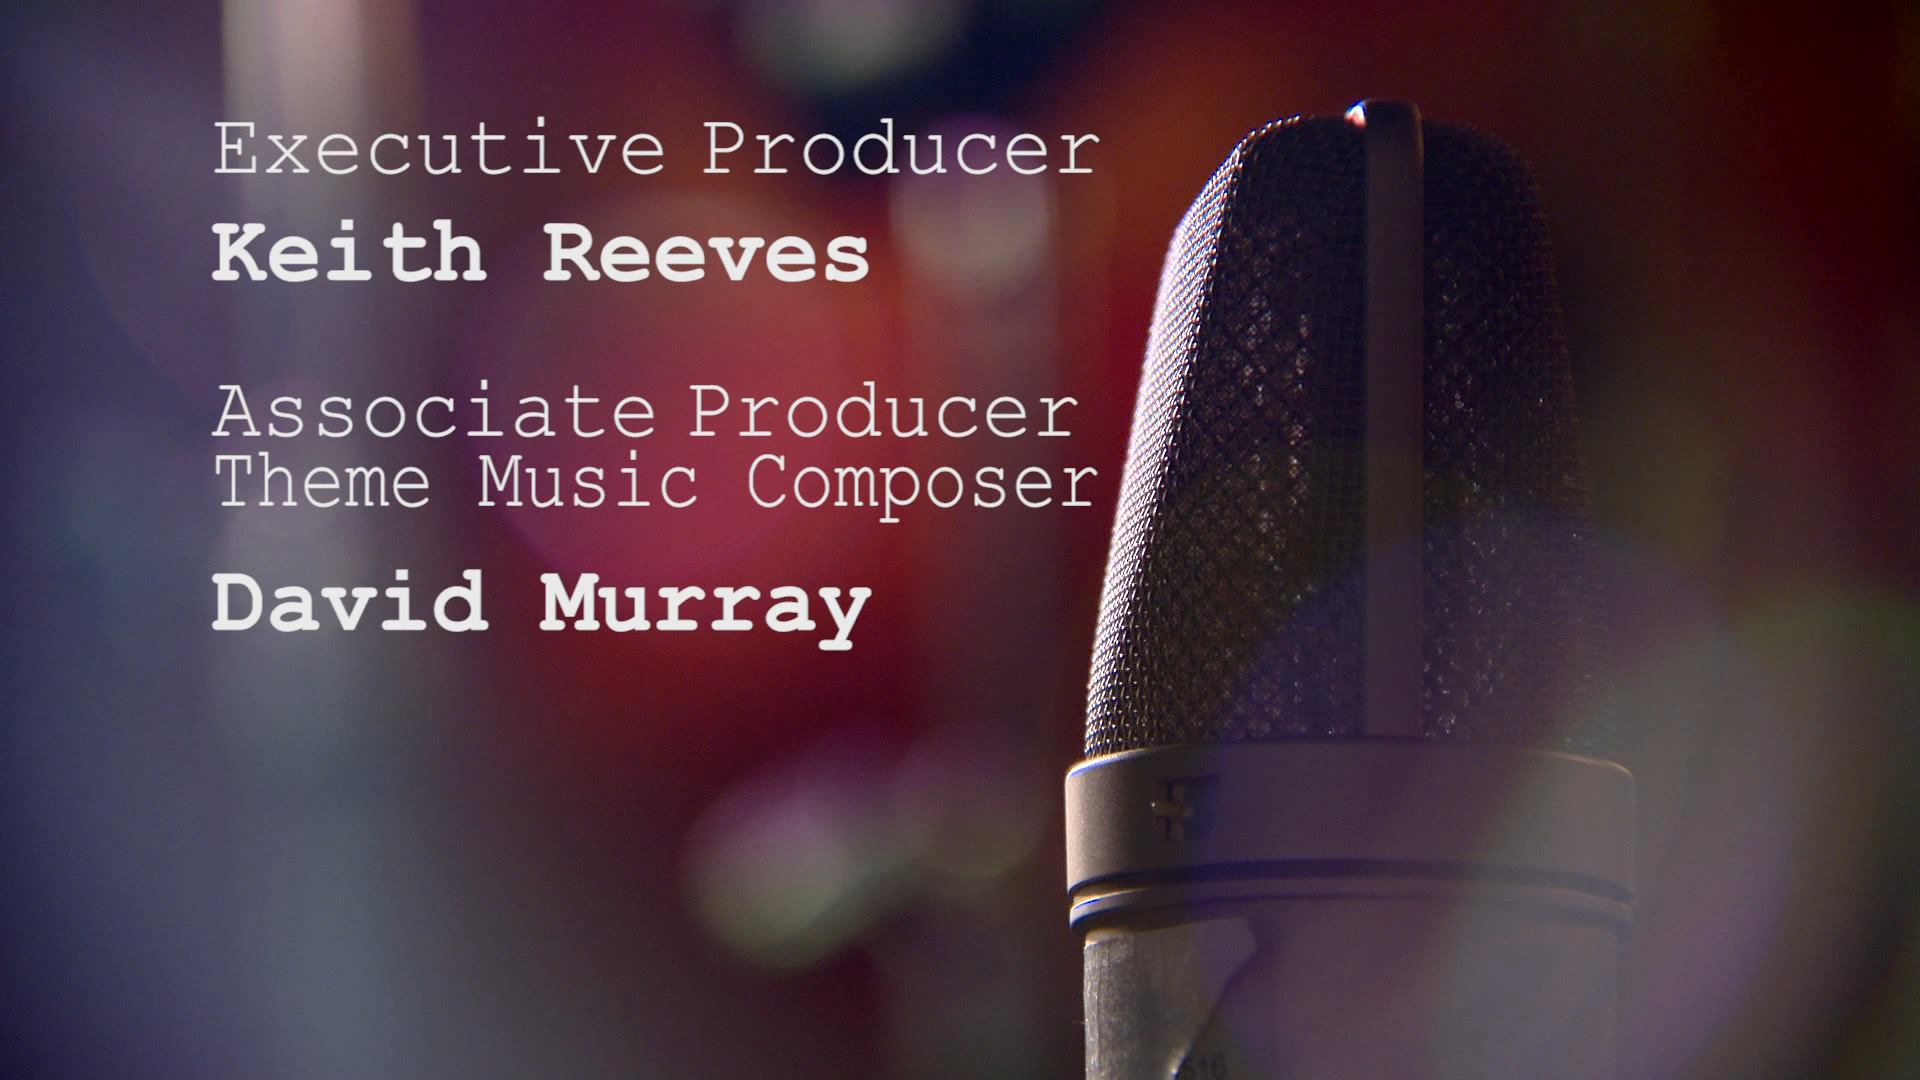 Executive Producer
Keith Reeves
Associate Producer
Theme Music Composer
David Murray